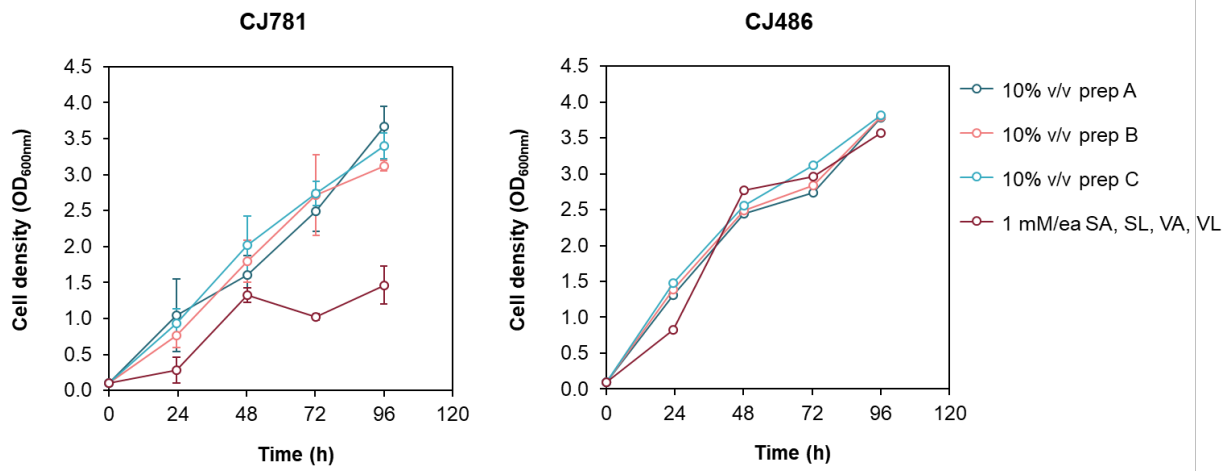 CJ781
CJ486
4.5
4.0
3.5
3.0
2.5
2.0
1.5
1.0
0.5
0.0
Cell density (OD600nm)
0 24 48 72 96 120
Time (h)
4.5
4.0
3.5
3.0
2.5
2.0
1.5
1.0
0.5
0.0
Cell density (OD600nm)
0 24 48 72 96 120
Time (h)
10% v/v prep A
10% v/v prep B
10% v/v prep C
1 mM/ea SA, SL, VA, VL